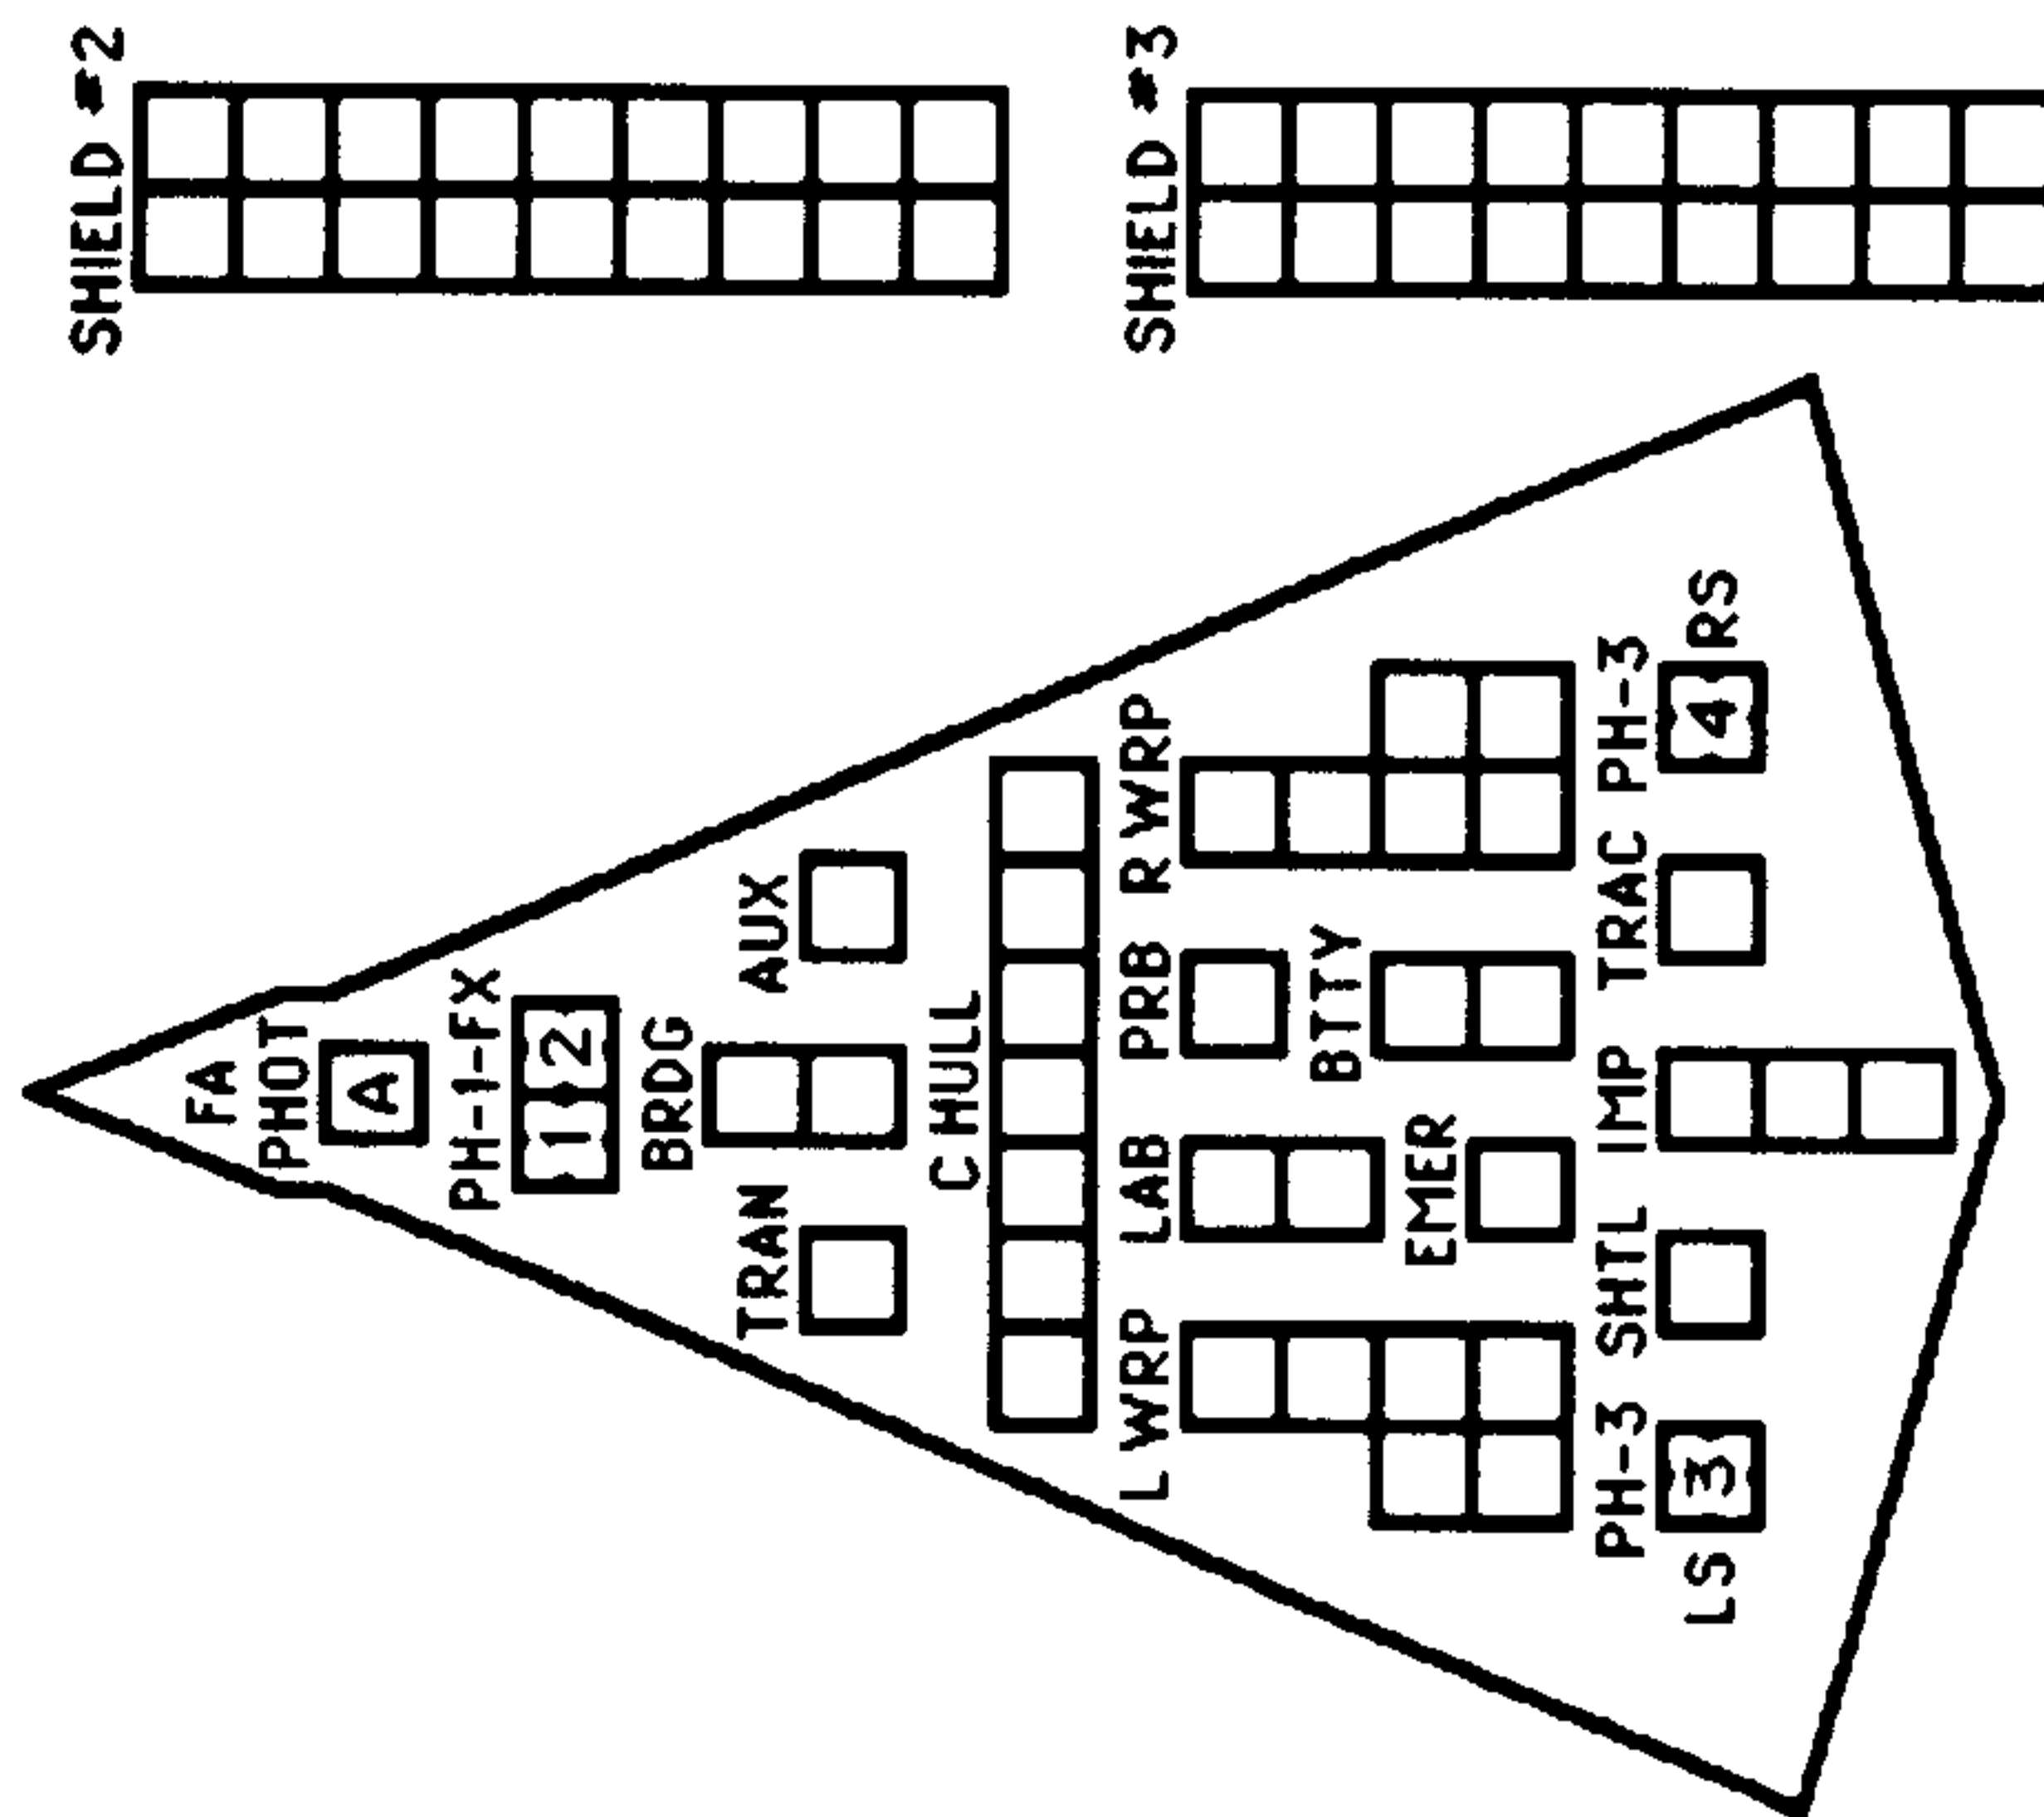 SHIELD #2
SHIELD #3
FA
PHOT
A
PH-1-FX
1 2
BRDG
TRAN
AUX
C HULL
L WRP LAB PRB R WRP
EMER BTTY
PH-3 SHTL IMP TRAC PH-3
LS 3 4 RS